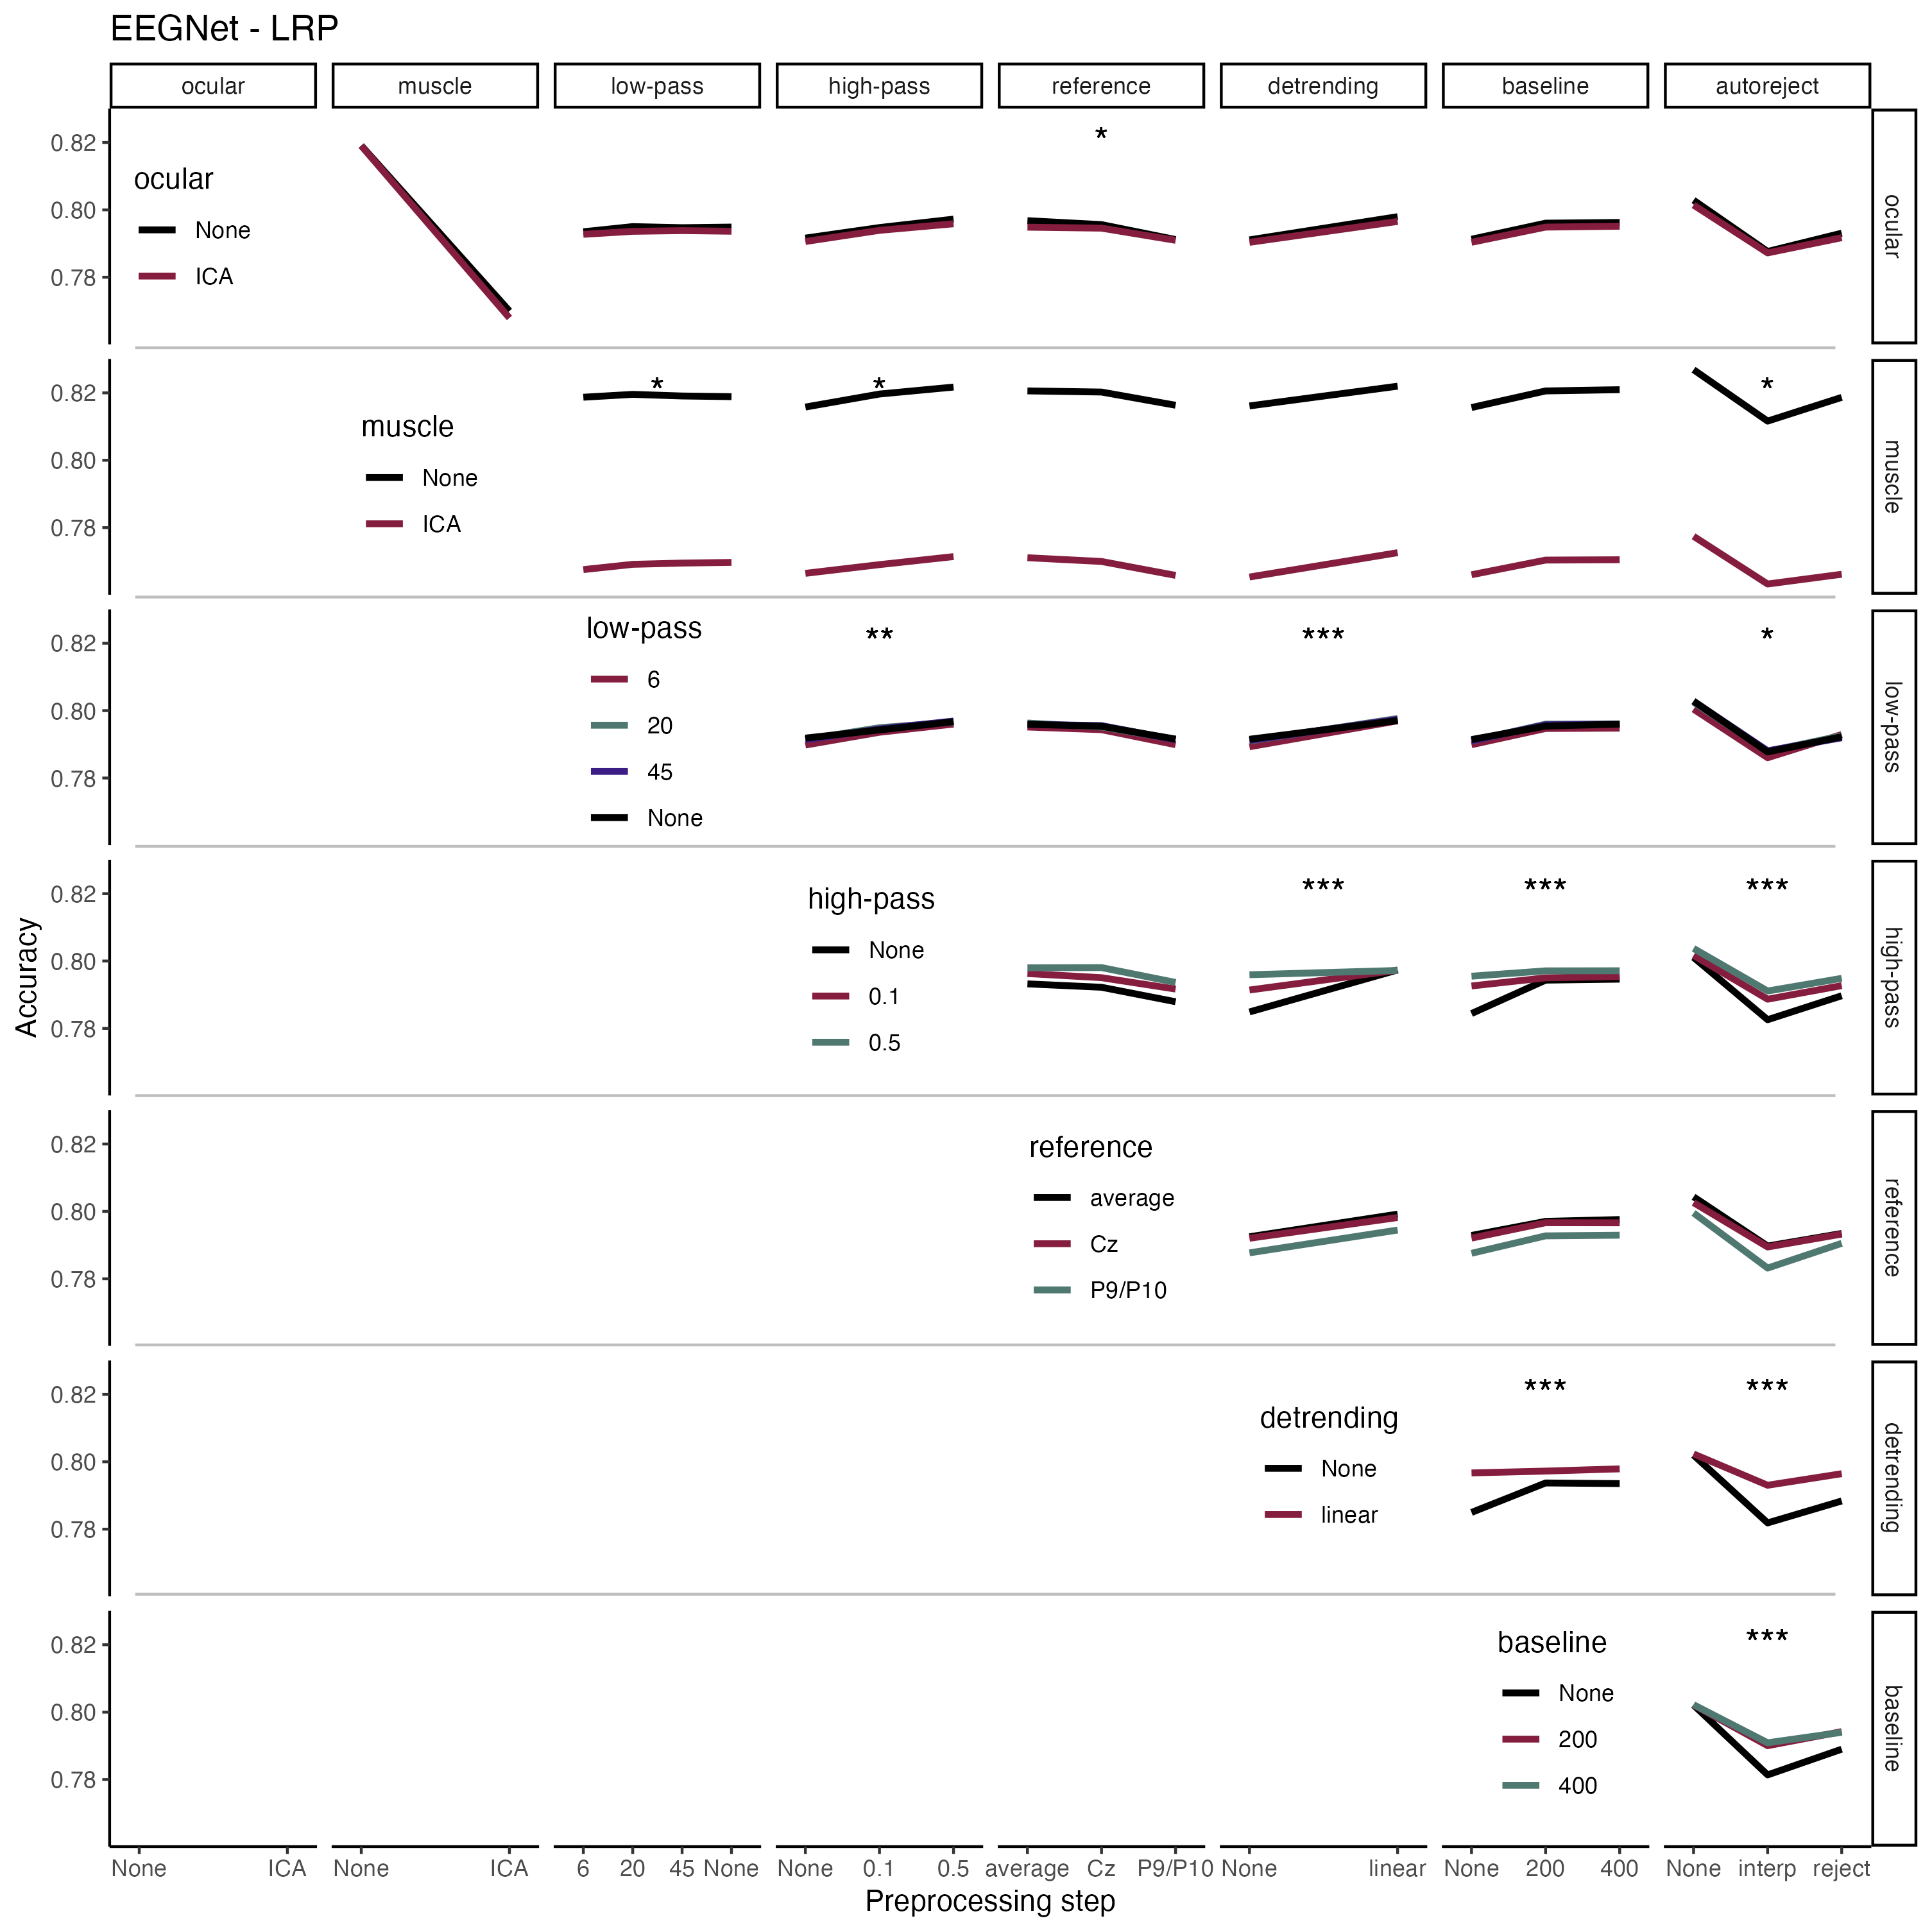 EEGNet - LRP
ocular muscle low-pass high-pass reference detrending baseline autoreject
*
0.82
0.80
0.78
ocular
None
ICA
ocular
* * *
0.82
0.80
0.78
muscle
None
ICA
muscle
** *** *
0.82
0.80
0.78
low-pass
6
20
45
None
low-pass
*** *** ***
0.82
0.80
0.78
high-pass
None
0.1
0.5
high-pass
Accuracy
0.82
0.80
0.78
reference
average
Cz
P9/P10
reference
*** ***
0.82
0.80
0.78
detrending
None
linear
detrending
***
0.82
0.80
0.78
baseline
None
200
400
baseline
None ICA None ICA 6 20 45 None None 0.1 0.5 average Cz P9/P10 None linear None 200 400 None interp reject
Preprocessing step